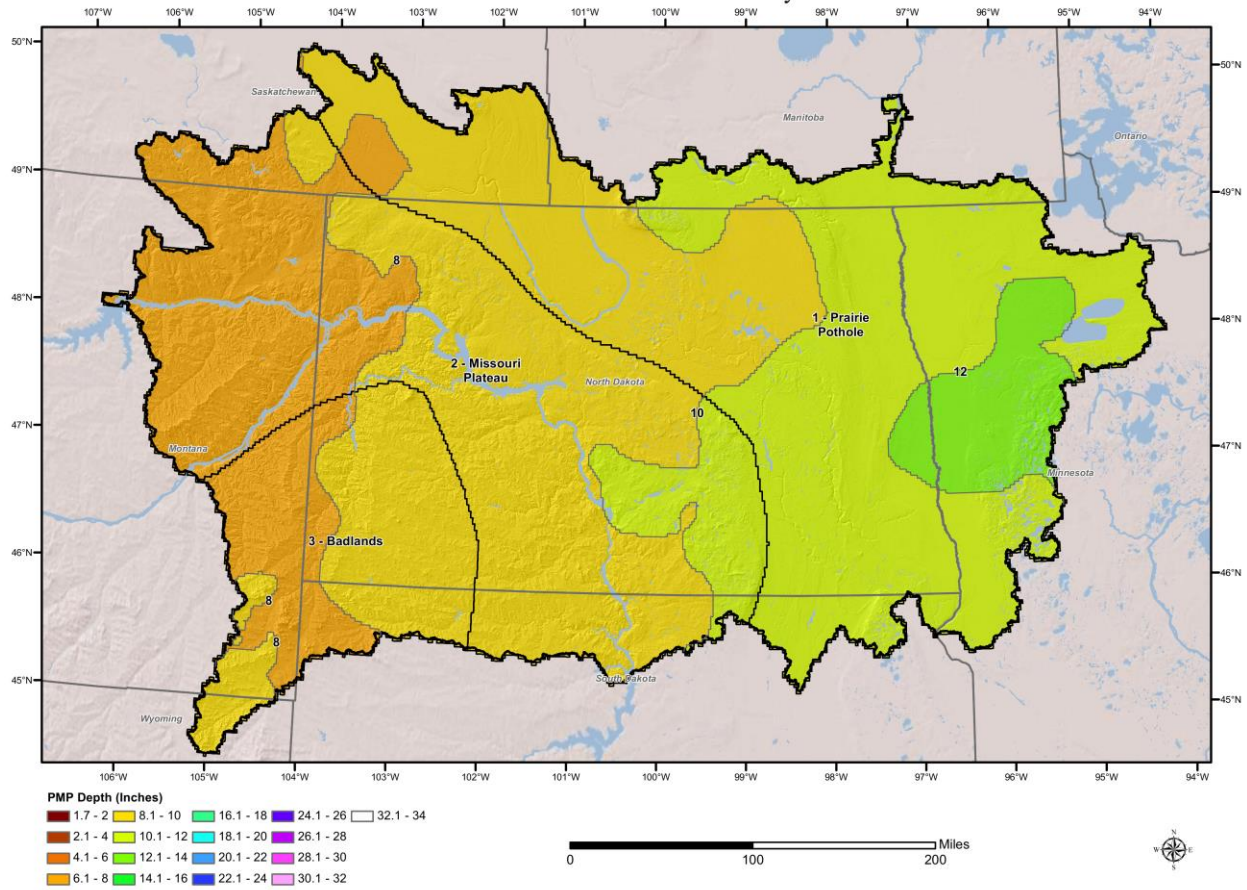 107°W 106°W 105°W 104°W 103°W 102°W 101°W 100°W 99°W 98°W 97°W 96°W 95°W 94°W
50°N 50°N
Saskatchewan
Manitoba
Ontario
49°N 49°N
8
48°N 48°N
1 - Prairie
Pothole
2 - Missouri
Plateau
North Dakota
12
10
47°N 47°N
Montana
Minnesota
3 - Badlands
46°N 46°N
8
8
45°N 45°N
South Dakota
Wyoming
106°W 105°W 104°W 103°W 102°W 101°W 100°W 99°W 98°W 97°W 96°W 95°W 94°W
PMP Depth (Inches)
1.7 - 2 8.1 - 10 16.1 - 18 24.1 - 26 32.1 - 34
2.1 - 4 10.1 - 12 18.1 - 20 26.1 - 28
4.1 - 6 12.1 - 14 20.1 - 22 28.1 - 30
6.1 - 8 14.1 - 16 22.1 - 24 30.1 - 32
Miles
0 100 200
N
W E
S